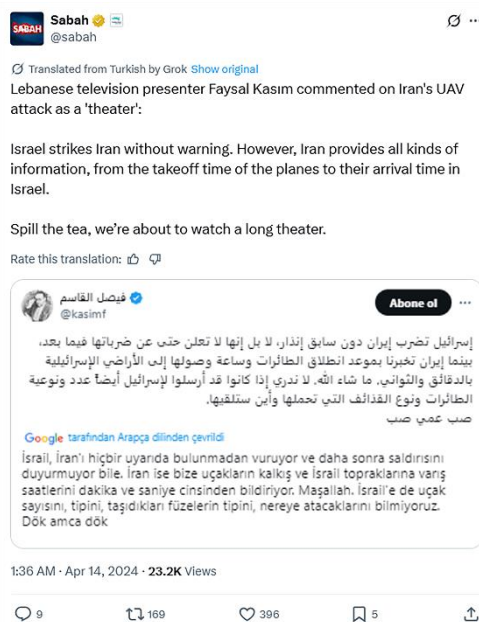 Sabah
@sabah
SABAH
Translated from Turkish by Grok Show original
Lebanese television presenter Faysal Kasım commented on Iran's UAV
attack as a 'theater':
Israel strikes Iran without warning. However, Iran provides all kinds of
information, from the takeoff time of the planes to their arrival time in
Israel.
Spill the tea, we're about to watch a long theater.
Rate this translation:
فيصل القاسم
@kasimf
Abone ol
إسرائيل تضرب إيران دون سابق إنذار، لا بل إنها لا تعلن حتى عن ضرباتها فيما بعد،
بينما إيران تخبرنا بموعد انطلاق الطائرات وساعة وصولها إلى الأراضي الإسرائيلية
بالدقائق والثواني. ما شاء الله. لا ندري إذا كانوا قد أرسلوا لإسرائيل أيضاً عدد ونوعية
الطائرات ونوع القذائف التي تحملها وأين ستلقيها.
صب عمي صب
Google tarafından Arapça dilinden çevrildi
İsrail, İran'ı hiçbir uyarıda bulunmadan vuruyor ve daha sonra saldırısını
duyurmuyor bile. İran ise bize uçakların kalkış ve İsrail topraklarına varış
saatlerini dakika ve saniye cinsinden bildiriyor. Maşallah. İsrail'e de uçak
sayısını, tipini, taşıdıkları füzelerin tipini, nereye atacaklarını bilmiyoruz.
Dök amca dök
1:36 AM · Apr 14, 2024 · 23.2K Views
9 169 396 5